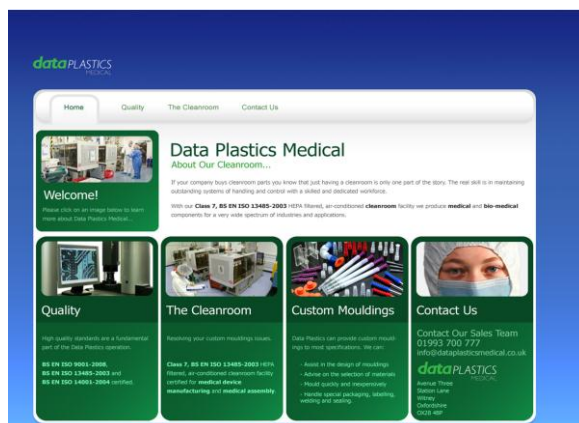 data PLASTICS
MEDICAL
Home Quality The Cleanroom Contact Us
Data Plastics Medical
About Our Cleanroom...
If your company buys cleanroom parts you know that just having a cleanroom is only one part of the story. The real skill is in maintaining
outstanding systems of handling and control with a skilled and dedicated workforce.
With our Class 7, BS EN ISO 13485-2003 HEPA filtered, air-conditioned cleanroom facility we produce medical and bio-medical
components for a very wide spectrum of industries and applications.
Welcome!
Please click on an image below to learn
more about Data Plastics Medical...
Quality
High quality standards are a fundamental
part of the Data Plastics operation.
BS EN ISO 9001-2008,
BS EN ISO 13485-2003 and
BS EN ISO 14001-2004 certified.
The Cleanroom
Resolving your custom mouldings issues.
Class 7, BS EN ISO 13485-2003 HEPA
filtered, air-conditioned cleanroom facility
certified for medical device
manufacturing and medical assembly.
Custom Mouldings
Data Plastics can provide custom mould-
ings to most specifications. We can:
- Assist in the design of mouldings
- Advise on the selection of materials
- Mould quickly and inexpensively
- Handle special packaging, labelling,
welding and sealing.
Contact Us
Contact Our Sales Team
01993 700 777
info@dataplasticsmedical.co.uk
data PLASTICS
MEDICAL
Avenue Three
Station Lane
Witney
Oxfordshire
OX28 4BP